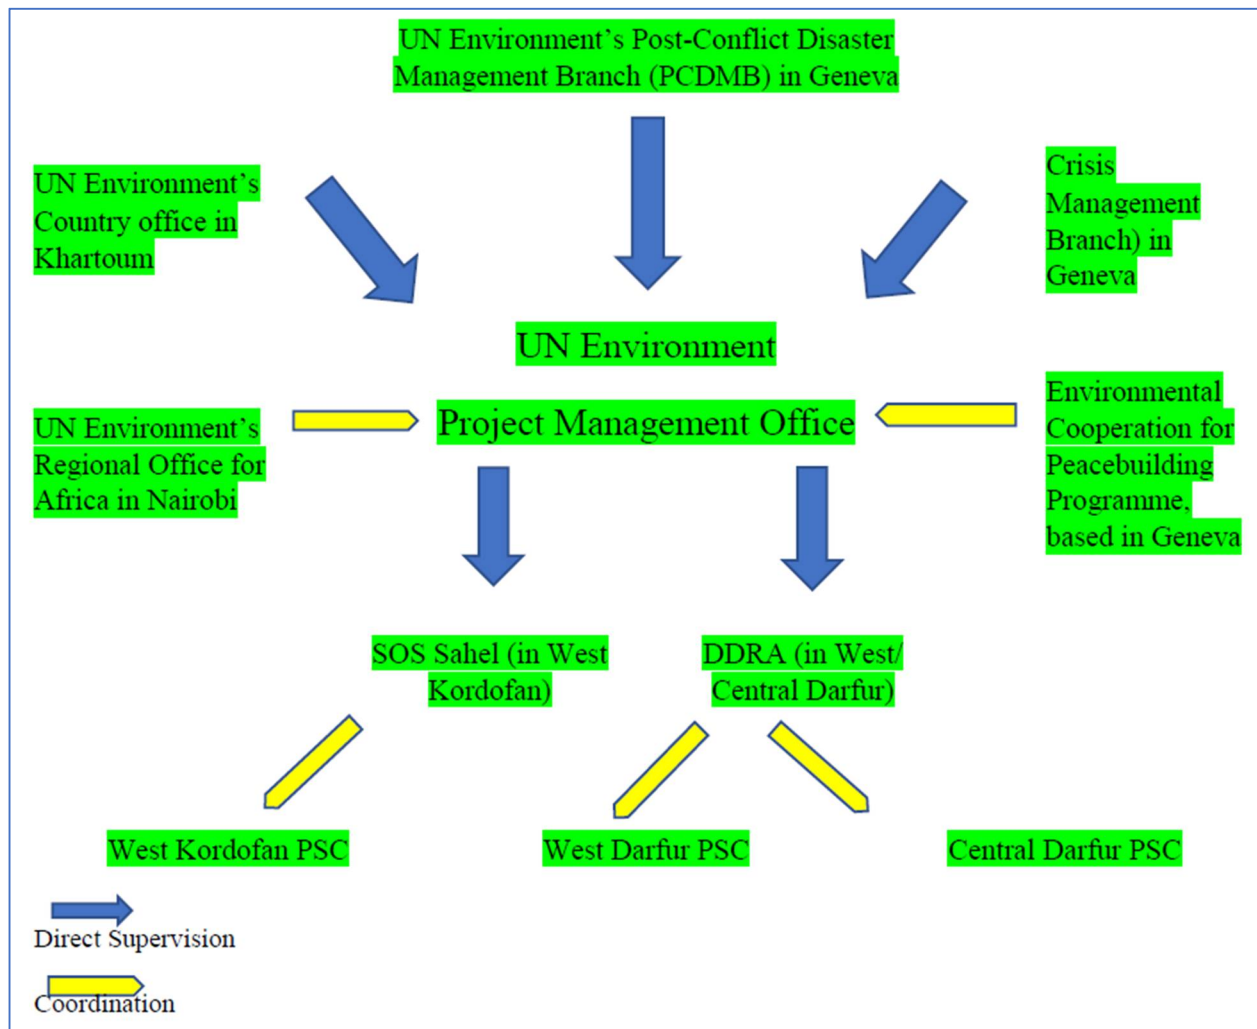 UN Environment’s Post-Conflict Disaster
Management Branch (PCDMB) in Geneva
UN Environment’s
Country office in
Khartoum
Crisis
Management
Branch) in
Geneva
UN Environment
Project Management Office
UN Environment’s
Regional Office for
Africa in Nairobi
Environmental
Cooperation for
Peacebuilding
Programme,
based in Geneva
SOS Sahel (in West
Kordofan)
DDRA (in West/
Central Darfur)
West Kordofan PSC
West Darfur PSC
Central Darfur PSC
Direct Supervision
Coordination